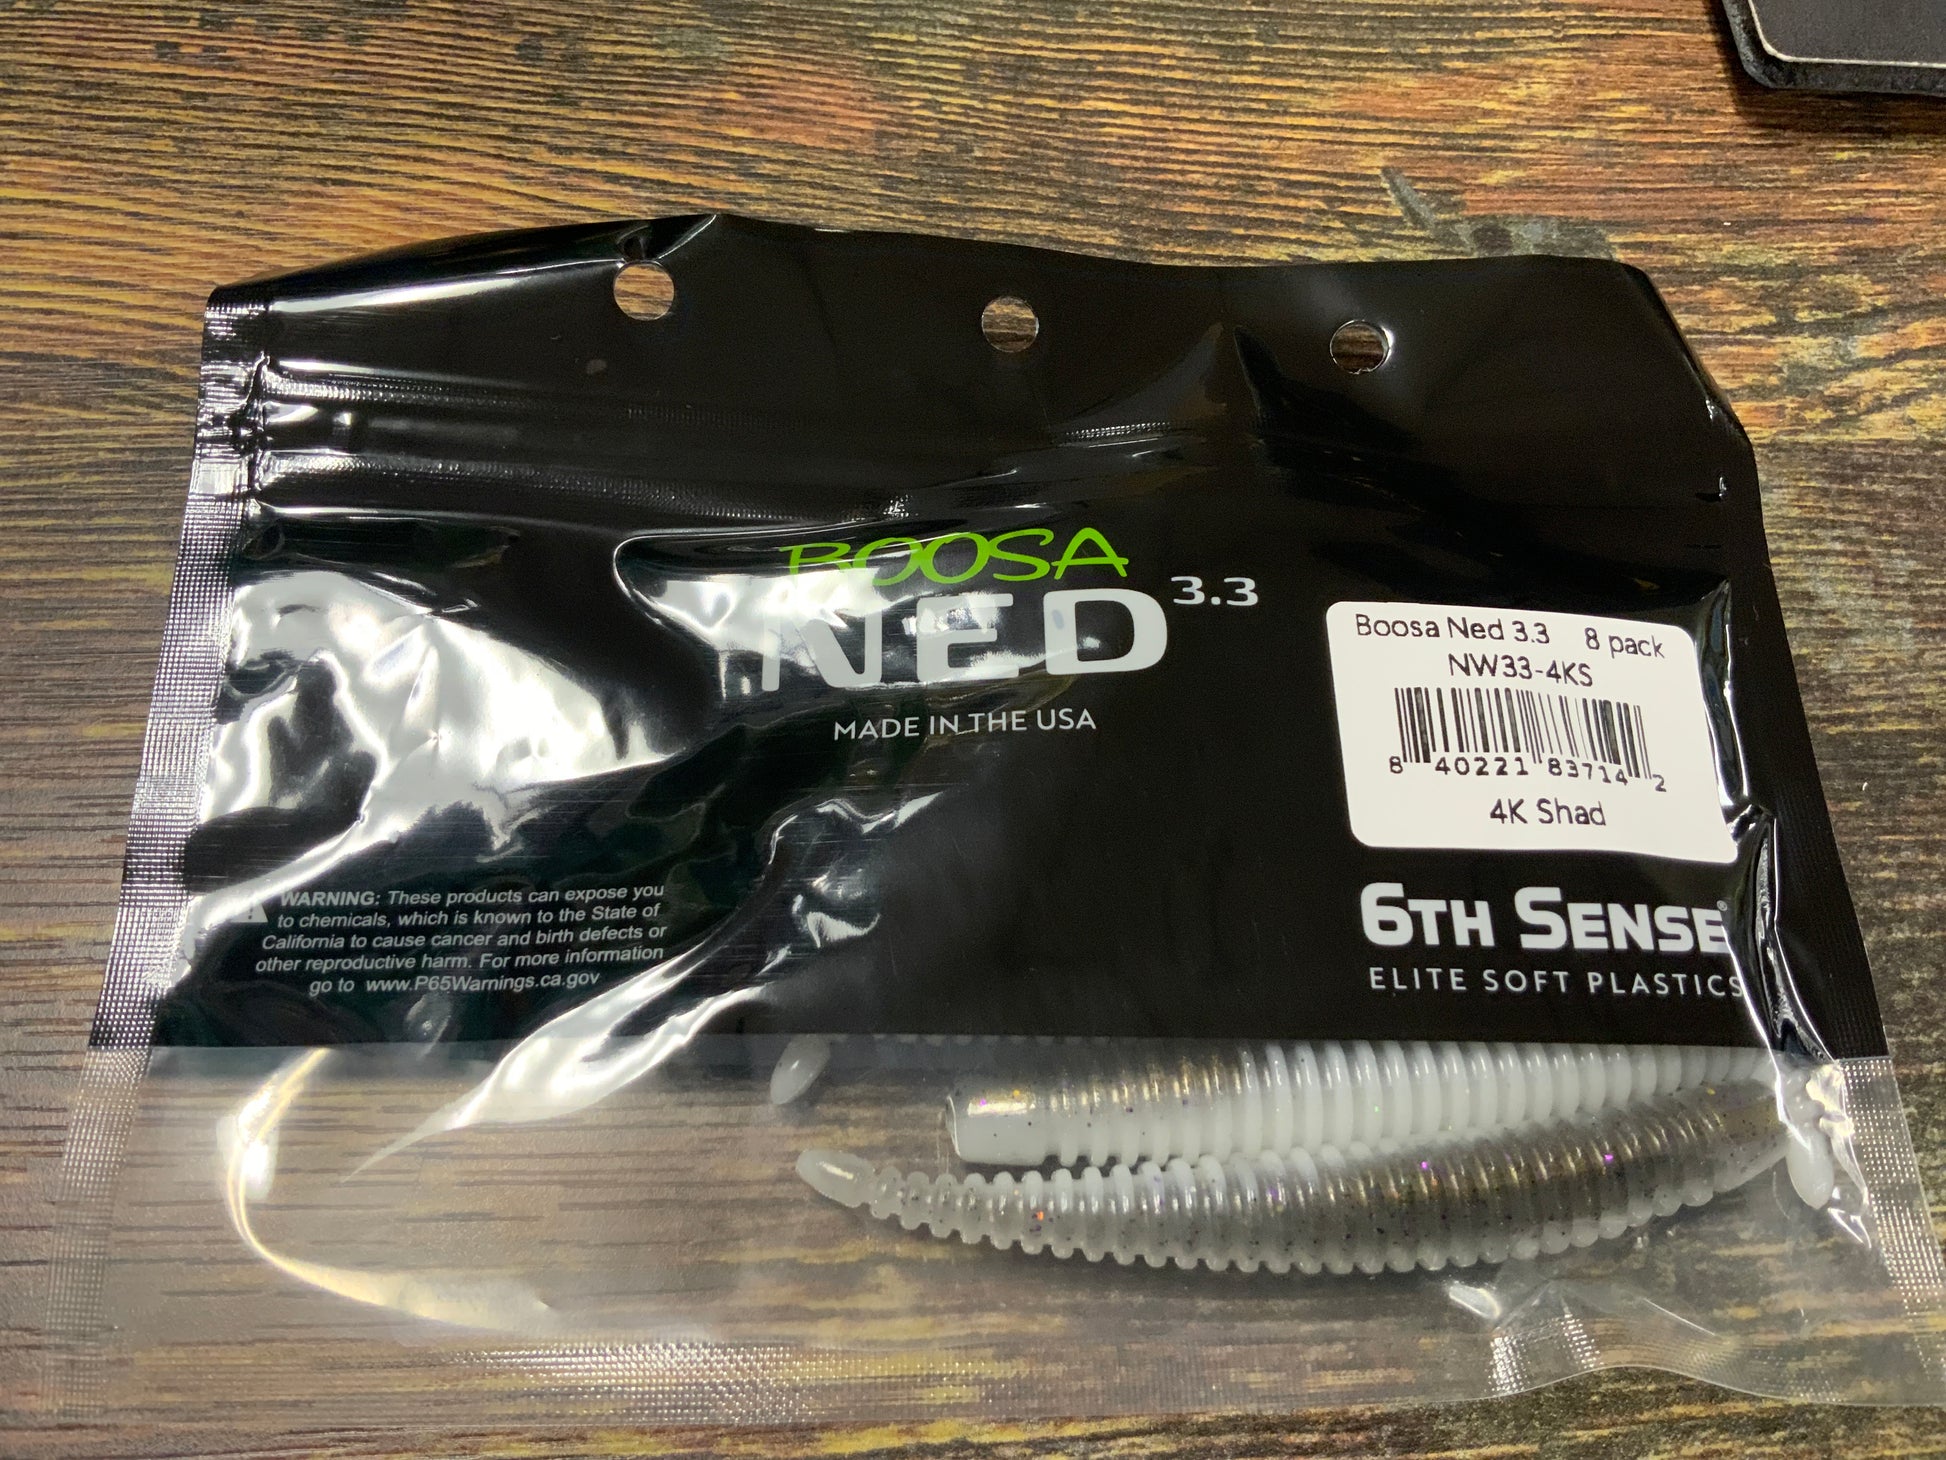 BOOSA
NED 3.3
MADE IN THE USA
Boosa Ned 3.3 8 pack
NW33-4KS
8 40221 83714 2
4K Shad
WARNING: These products can expose you
to chemicals, which is known to the State of
California to cause cancer and birth defects or
other reproductive harm. For more information
go to www.P65Warnings.ca.gov
6TH SENSE®
ELITE SOFT PLASTICS